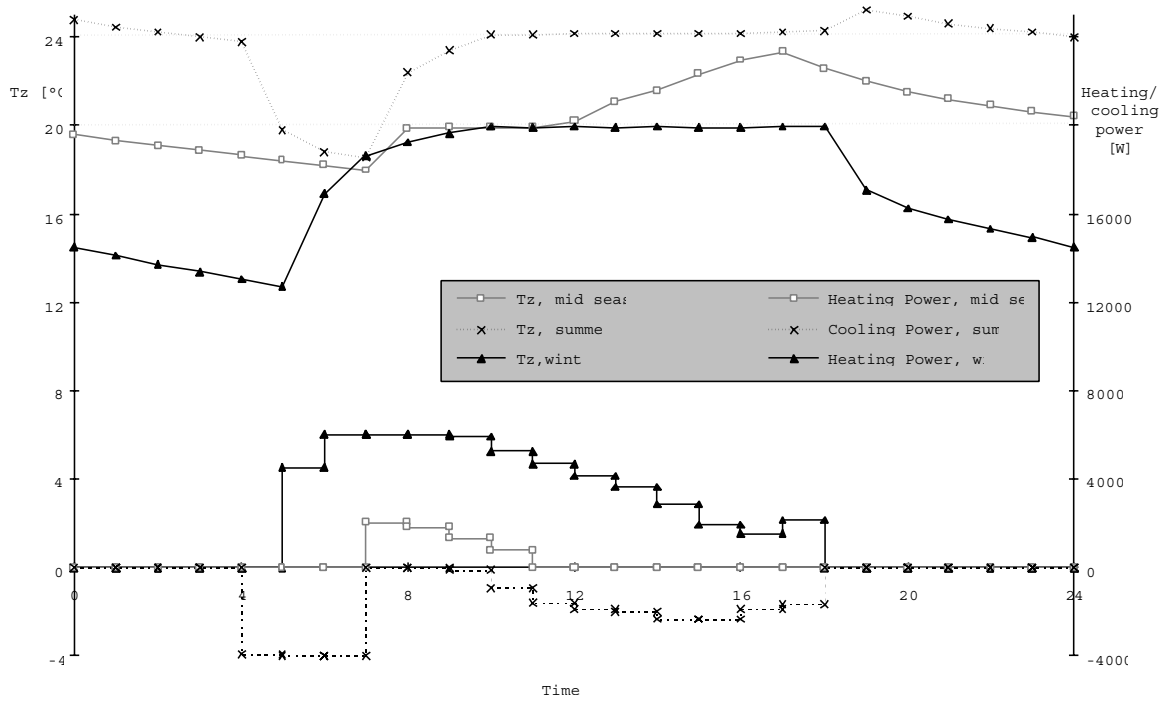 24
Tz [°C
20
16
12
8
4
0
-4
Heating/
cooling
power
[W]
16000
12000
8000
4000
0
-4000
Tz, mid seas
Heating Power, mid se
Tz, summe
Cooling Power, sum
Tz,wint
Heating Power, w
0
4
8
12
16
20
24
Time